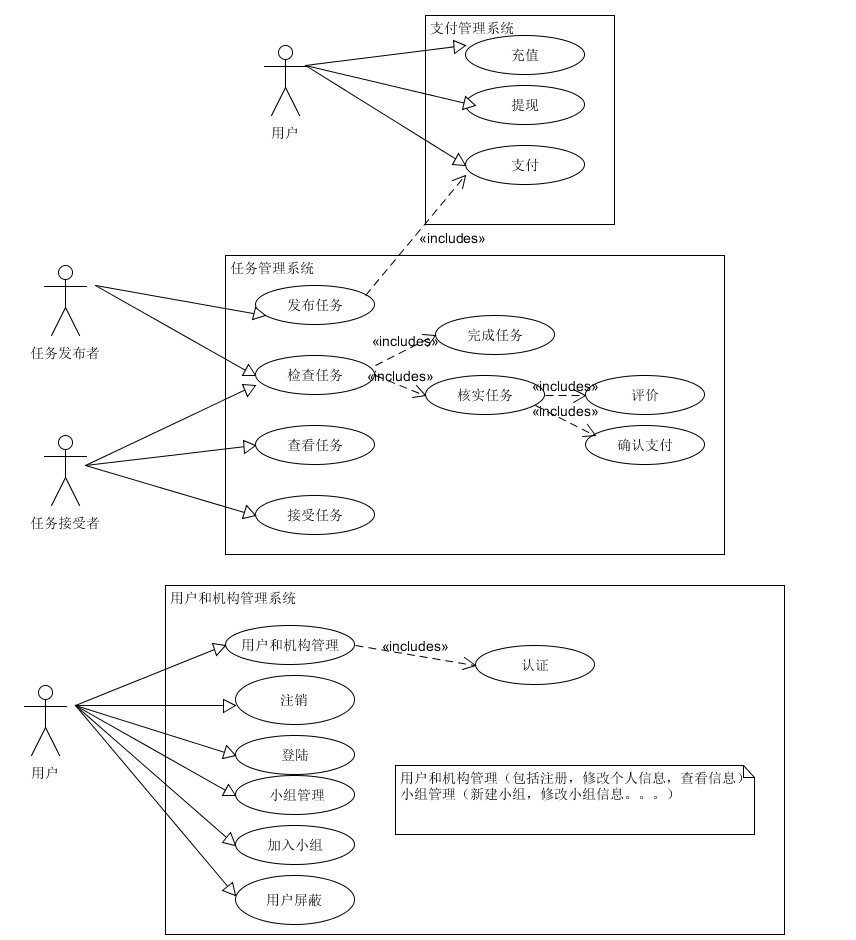 支付管理系统
充值
用户
提现
支付
«includes»
任务管理系统
发布任务
任务发布者
完成任务
«includes»
检查任务
«includes»
核实任务
«includes»
评价
«includes»
确认支付
查看任务
任务接受者
接受任务
用户和机构管理系统
用户和机构管理
«includes»
认证
注销
登陆
用户
小组管理
用户和机构管理（包括注册，修改个人信息，查看信息）
小组管理（新建小组，修改小组信息。。。）
加入小组
用户屏蔽